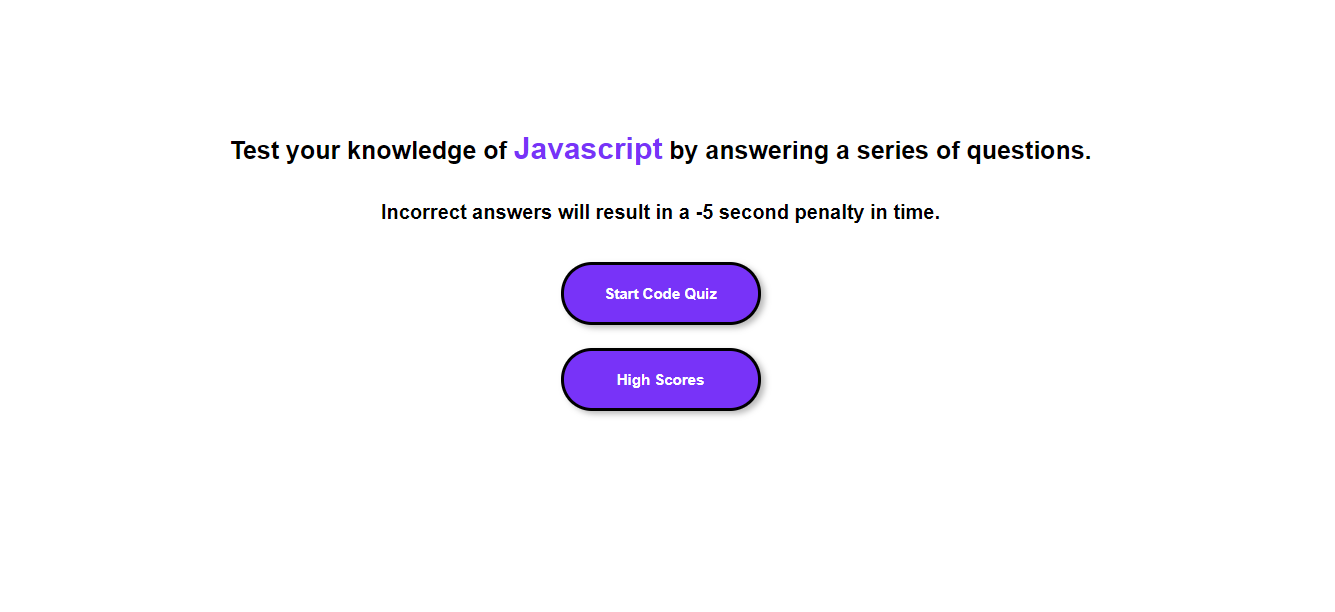 Test your knowledge of Javascript by answering a series of questions.
Incorrect answers will result in a -5 second penalty in time.
Start Code Quiz
High Scores